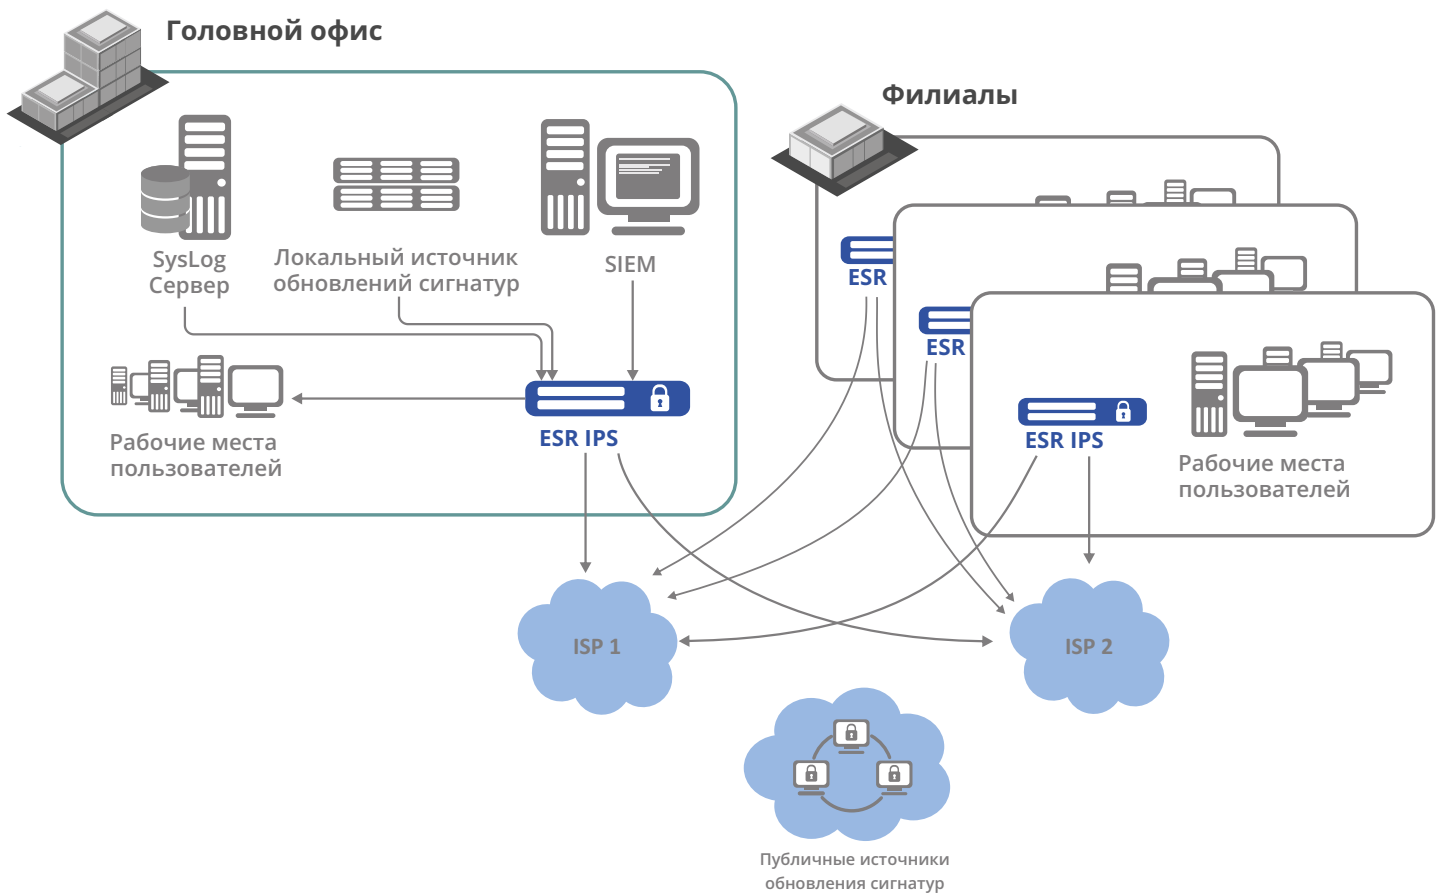 Головной офис
Филиалы
SysLog
Сервер
Локальный источник
обновлений сигнатур
SIEM
ESR
ESR
Рабочие места
пользователей
ESR IPS
ESR IPS
Рабочие места
пользователей
ISP 1
ISP 2
Публичные источники
обновления сигнатур